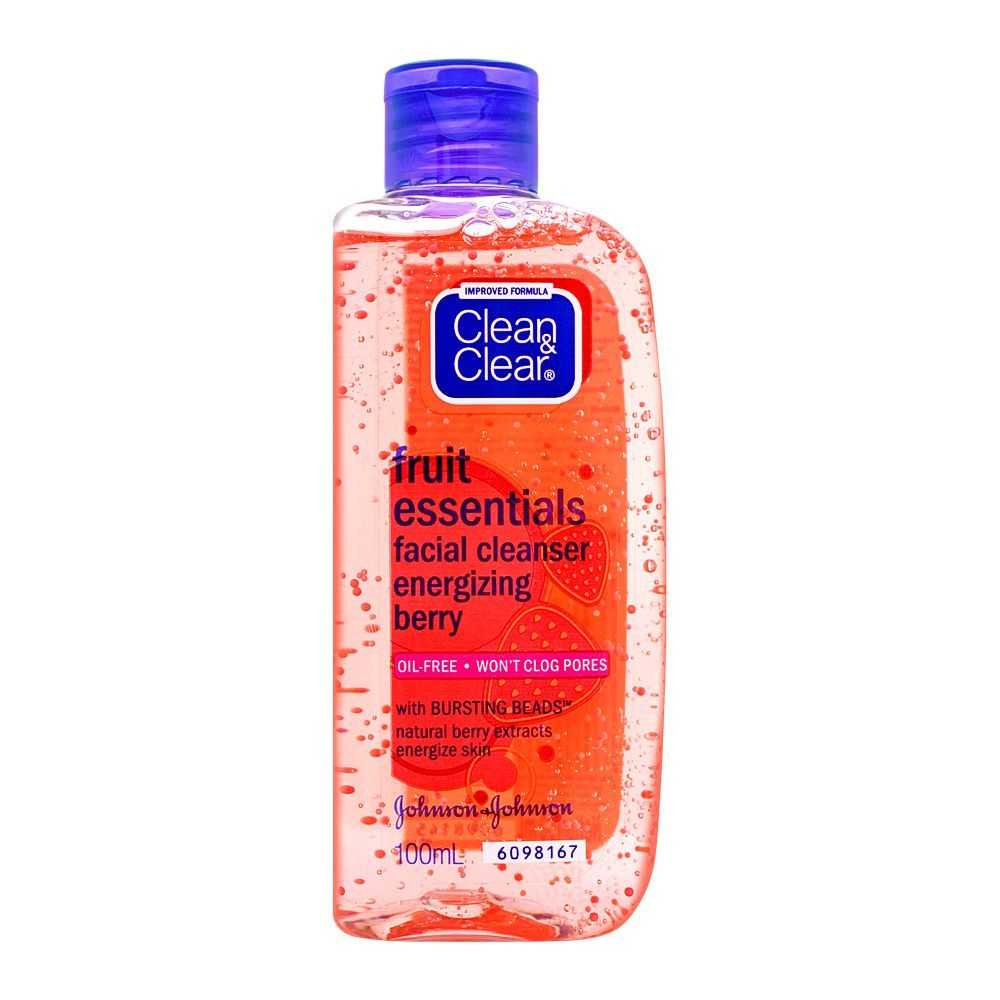 IMPROVED FORMULA
Clean
&
Clear®
fruit
essentials
facial cleanser
energizing
berry
OIL-FREE • WON'T CLOG PORES
with BURSTING BEADS™
natural berry extracts
energize skin
Johnson & Johnson
100mL
6098167